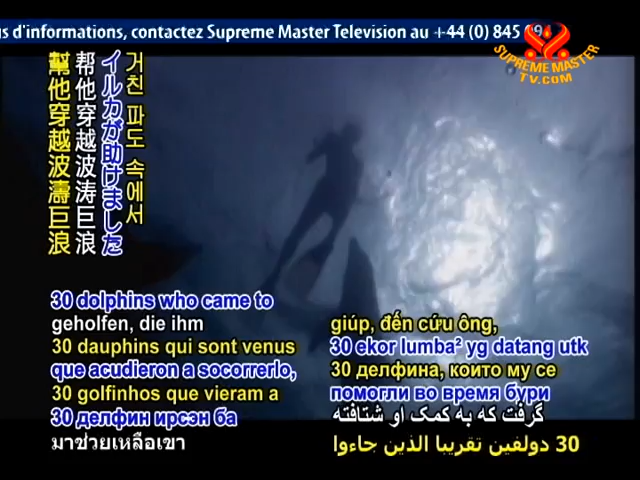 s d'informations, contactez Supreme Master Television au +44 (0) 845
SUPREME MASTER
TV.COM
거친 파도 속에서
イルカが助けました
帮他穿越波涛巨浪
幫他穿越波濤巨浪
30 dolphins who came to
geholfen, die ihm
30 dauphins qui sont venus
que acudieron a socorrerlo,
30 golfinhos que vieram a
30 делфин ирсэн ба
มาช่วยเหลือเขา
giúp, đến cứu ông,
30 ekor lumba² yg datang utk
30 делфина, които му се
помогли во время бури
گرفت که به کمک او شتافته
30 دولفين تقريبا الذين جاءوا